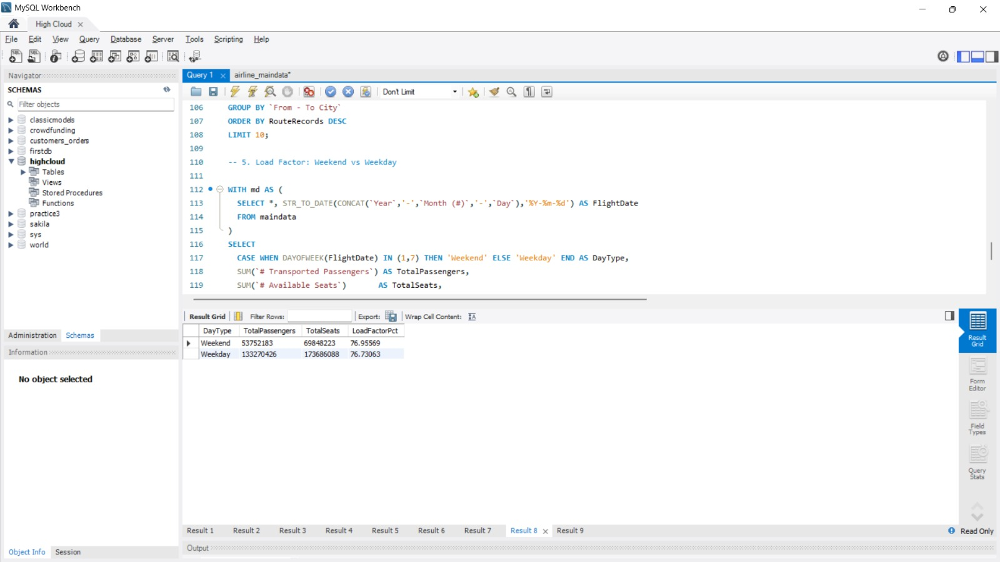 MySQL Workbench
High Cloud
File Edit View Query Database Server Tools Scripting Help
Navigator
SCHEMAS
Filter objects
classicmodels
crowdfunding
customers_orders
firstdb
highcloud
Tables
Views
Stored Procedures
Functions
practice3
sakila
sys
world
Administration Schemas
Information
No object selected
Object Info Session
Query 1 airline_maindata*
Don't Limit
106 GROUP BY `From - To City`
107 ORDER BY RouteRecords DESC
108 LIMIT 10;
109
110 -- 5. Load Factor: Weekend vs Weekday
111
112 WITH md AS (
113 SELECT *, STR_TO_DATE(CONCAT(`Year`,'-',`Month (#)`,'-',`Day`),'%Y-%m-%d') AS FlightDate
114 FROM maindata
115 )
116 SELECT
117 CASE WHEN DAYOFWEEK(FlightDate) IN (1,7) THEN 'Weekend' ELSE 'Weekday' END AS DayType,
118 SUM(`# Transported Passengers`) AS TotalPassengers,
119 SUM(`# Available Seats`) AS TotalSeats,
Result Grid Filter Rows: Export: Wrap Cell Content:
DayType TotalPassengers TotalSeats LoadFactorPct
Weekend 53752183 69848223 76.95569
Weekday 133270426 173686088 76.73063
Result Grid
Form Editor
Field Types
Query Stats
Result 1 Result 2 Result 3 Result 4 Result 5 Result 6 Result 7 Result 8 Result 9 Read Only
Output